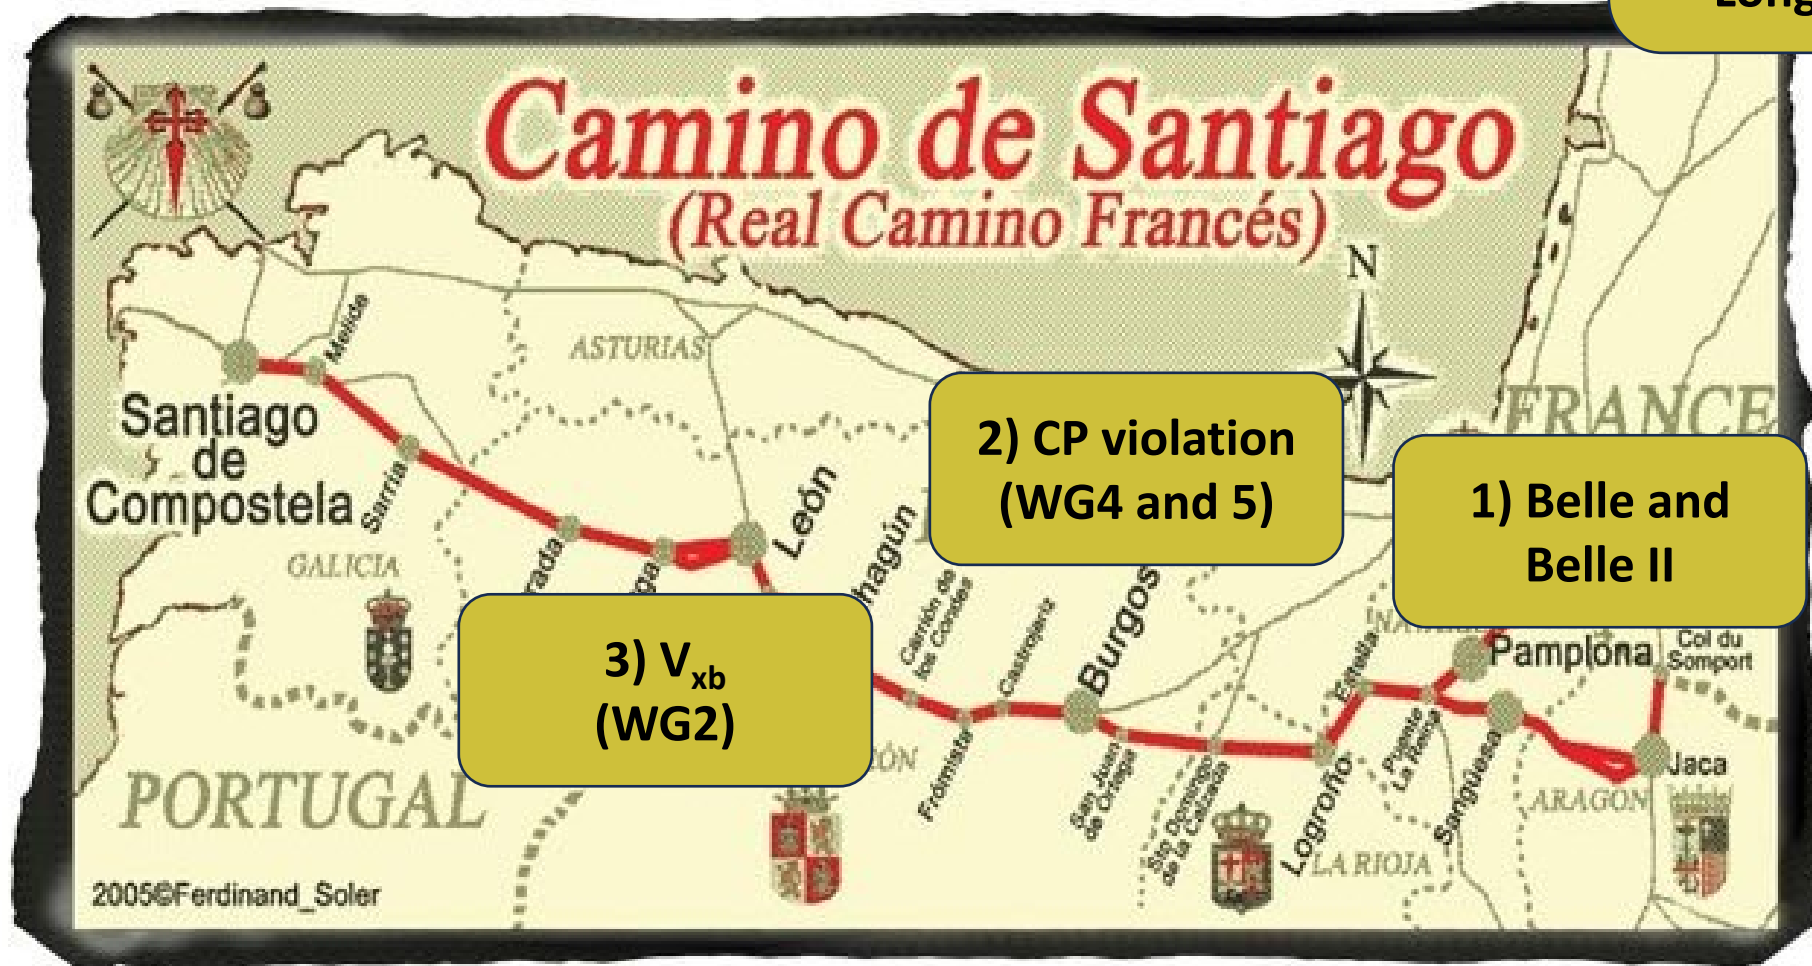 Camino de Santiago
(Real Camino Francés)
N
Melide
ASTURIAS
FRANCE
Santiago
de
Compostela
Sarria
León
2) CP violation
(WG4 and 5)
1) Belle and
Belle II
GALICIA
Carrión de
los Condes
Castrojeriz
Burgos
Estella
Pamplona
Col du
Somport
3) Vxb
(WG2)
Frómista
San Juan
de Ortega
Sto Domingo
de la Calzada
Logroño
Puente
La Reina
Sangüesa
Jaca
ARAGON
PORTUGAL
LA RIOJA
2005©Ferdinand_Soler